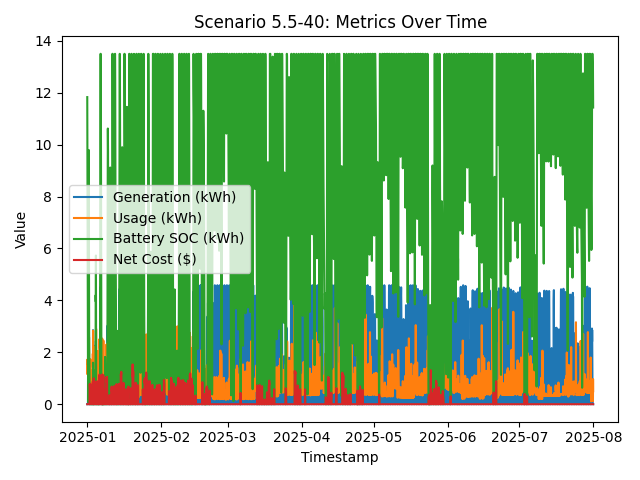 Scenario 5.5-40: Metrics Over Time
14
12
10
8
6
4
2
0
Value
Generation (kWh)
Usage (kWh)
Battery SOC (kWh)
Net Cost ($)
2025-01 2025-02 2025-03 2025-04 2025-05 2025-06 2025-07 2025-08
Timestamp